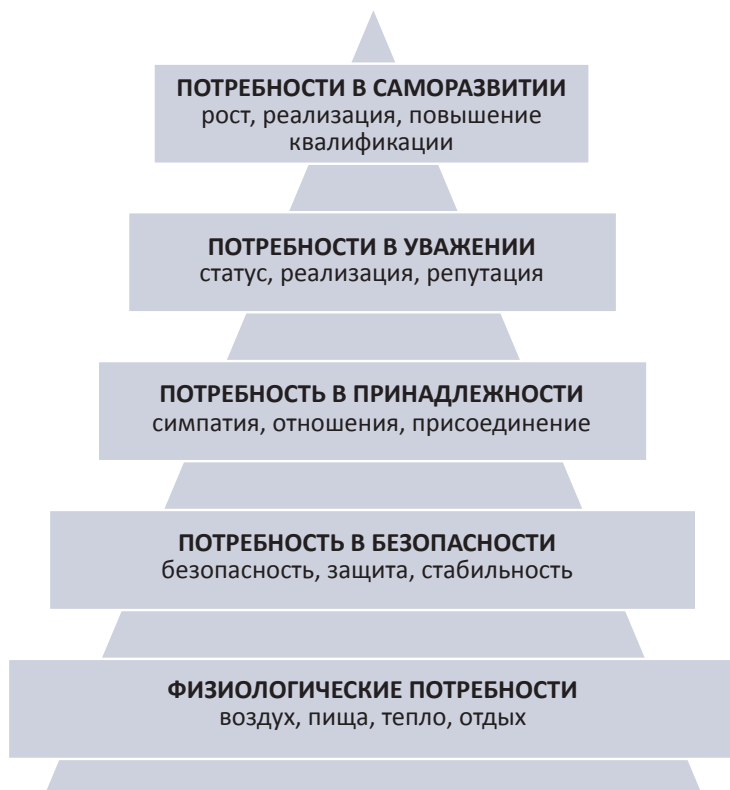 ПОТРЕБНОСТИ В САМОРАЗВИТИИ
рост, реализация, повышение
квалификации
ПОТРЕБНОСТИ В УВАЖЕНИИ
статус, реализация, репутация
ПОТРЕБНОСТЬ В ПРИНАДЛЕЖНОСТИ
симпатия, отношения, присоединение
ПОТРЕБНОСТЬ В БЕЗОПАСНОСТИ
безопасность, защита, стабильность
ФИЗИОЛОГИЧЕСКИЕ ПОТРЕБНОСТИ
воздух, пища, тепло, отдых